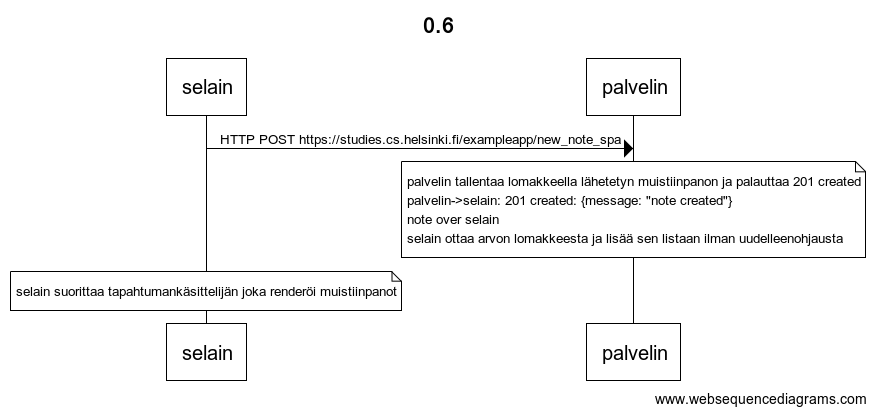 0.6
selain
palvelin
HTTP POST https://studies.cs.helsinki.fi/exampleapp/new_note_spa
palvelin tallentaa lomakkeella lähetetyn muistiinpanon ja palauttaa 201 created
palvelin->selain: 201 created: {message: "note created"}
note over selain
selain ottaa arvon lomakkeesta ja lisää sen listaan ilman uudelleenohjausta
selain suorittaa tapahtumankäsittelijän joka renderöi muistiinpanot
selain
palvelin
www.websequencediagrams.com